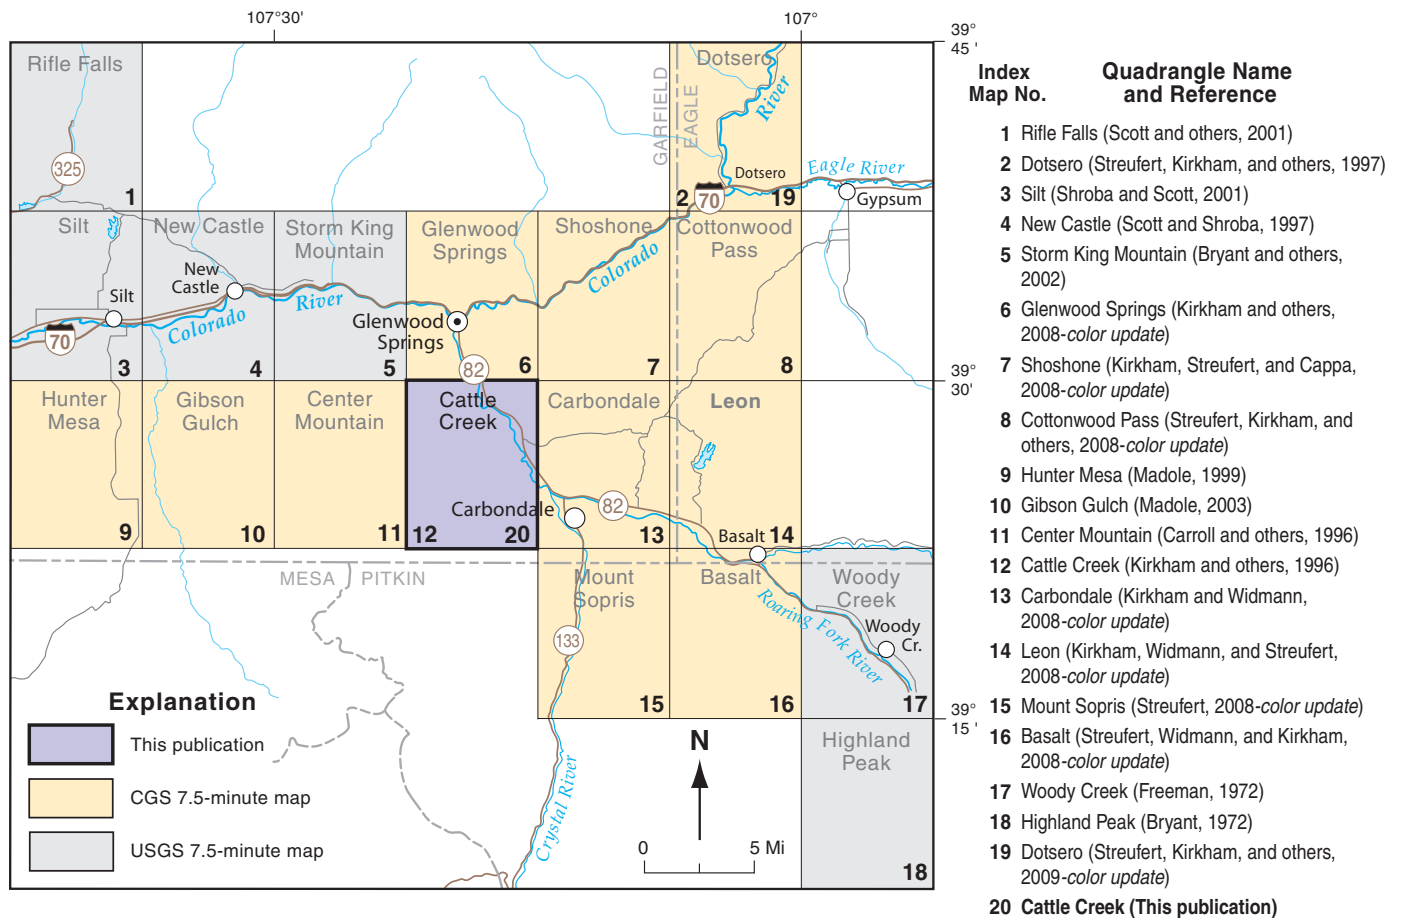 107°30'
107°
39°
45 '
Rifle Falls
325
1
GARFIELD
EAGLE
Dotsero
River
Dotsero
2
70
19
Eagle River
Gypsum
Silt
New Castle
Storm King
Mountain
Glenwood
Springs
Shoshone
Cottonwood
Pass
New
Castle
Silt
70
Colorado
River
Colorado
Glenwood
Springs
82
3
4
5
6
7
8
39°
30'
Hunter
Mesa
Gibson
Gulch
Center
Mountain
Cattle
Creek
Carbondale
Leon
Carbondale
82
Basalt
9
10
11
12
20
13
14
MESA
PITKIN
Mount
Sopris
Basalt
Woody
Creek
Roaring Fork River
Woody
Cr.
133
15
16
17
39°
15 '
Crystal River
Highland
Peak
18
N
0
5 Mi
Explanation
This publication
CGS 7.5-minute map
USGS 7.5-minute map
Index
Map No.
Quadrangle Name
and Reference
1 Rifle Falls (Scott and others, 2001)
2 Dotsero (Streufert, Kirkham, and others, 1997)
3 Silt (Shroba and Scott, 2001)
4 New Castle (Scott and Shroba, 1997)
5 Storm King Mountain (Bryant and others,
2002)
6 Glenwood Springs (Kirkham and others,
2008-color update)
7 Shoshone (Kirkham, Streufert, and Cappa,
2008-color update)
8 Cottonwood Pass (Streufert, Kirkham, and
others, 2008-color update)
9 Hunter Mesa (Madole, 1999)
10 Gibson Gulch (Madole, 2003)
11 Center Mountain (Carroll and others, 1996)
12 Cattle Creek (Kirkham and others, 1996)
13 Carbondale (Kirkham and Widmann,
2008-color update)
14 Leon (Kirkham, Widmann, and Streufert,
2008-color update)
15 Mount Sopris (Streufert, 2008-color update)
16 Basalt (Streufert, Widmann, and Kirkham,
2008-color update)
17 Woody Creek (Freeman, 1972)
18 Highland Peak (Bryant, 1972)
19 Dotsero (Streufert, Kirkham, and others,
2009-color update)
20 Cattle Creek (This publication)